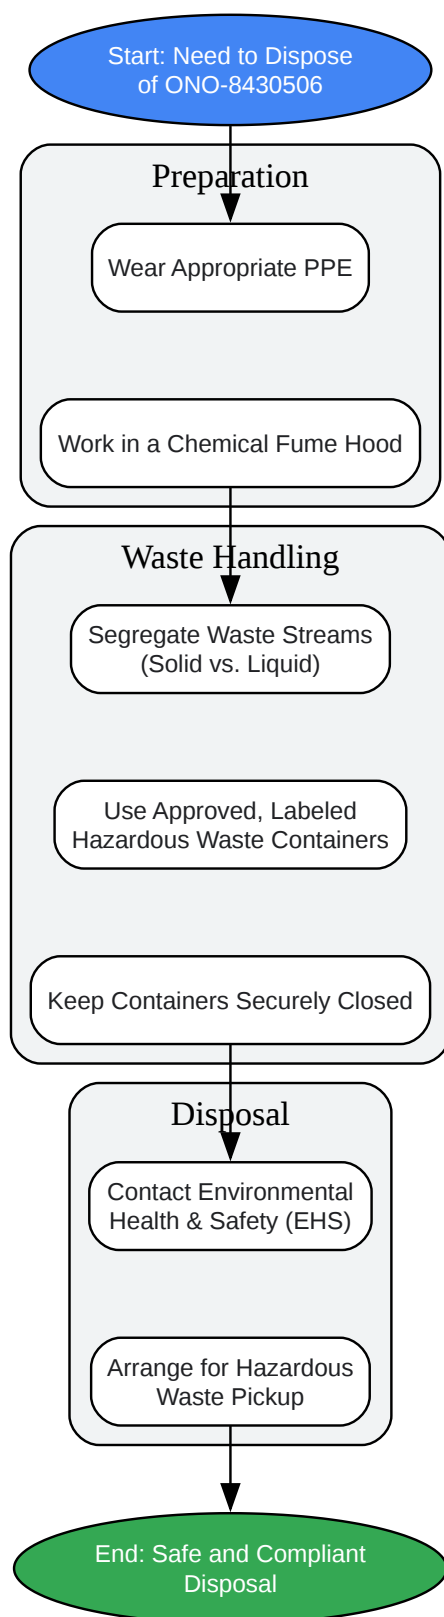 Start: Need to Dispose
of ONO-8430506
Preparation
Wear Appropriate PPE
Work in a Chemical Fume Hood
Waste Handling
Segregate Waste Streams
(Solid vs. Liquid)
Use Approved, Labeled
Hazardous Waste Containers
Keep Containers Securely Closed
Disposal
Contact Environmental
Health & Safety (EHS)
Arrange for Hazardous
Waste Pickup
End: Safe and Compliant
Disposal